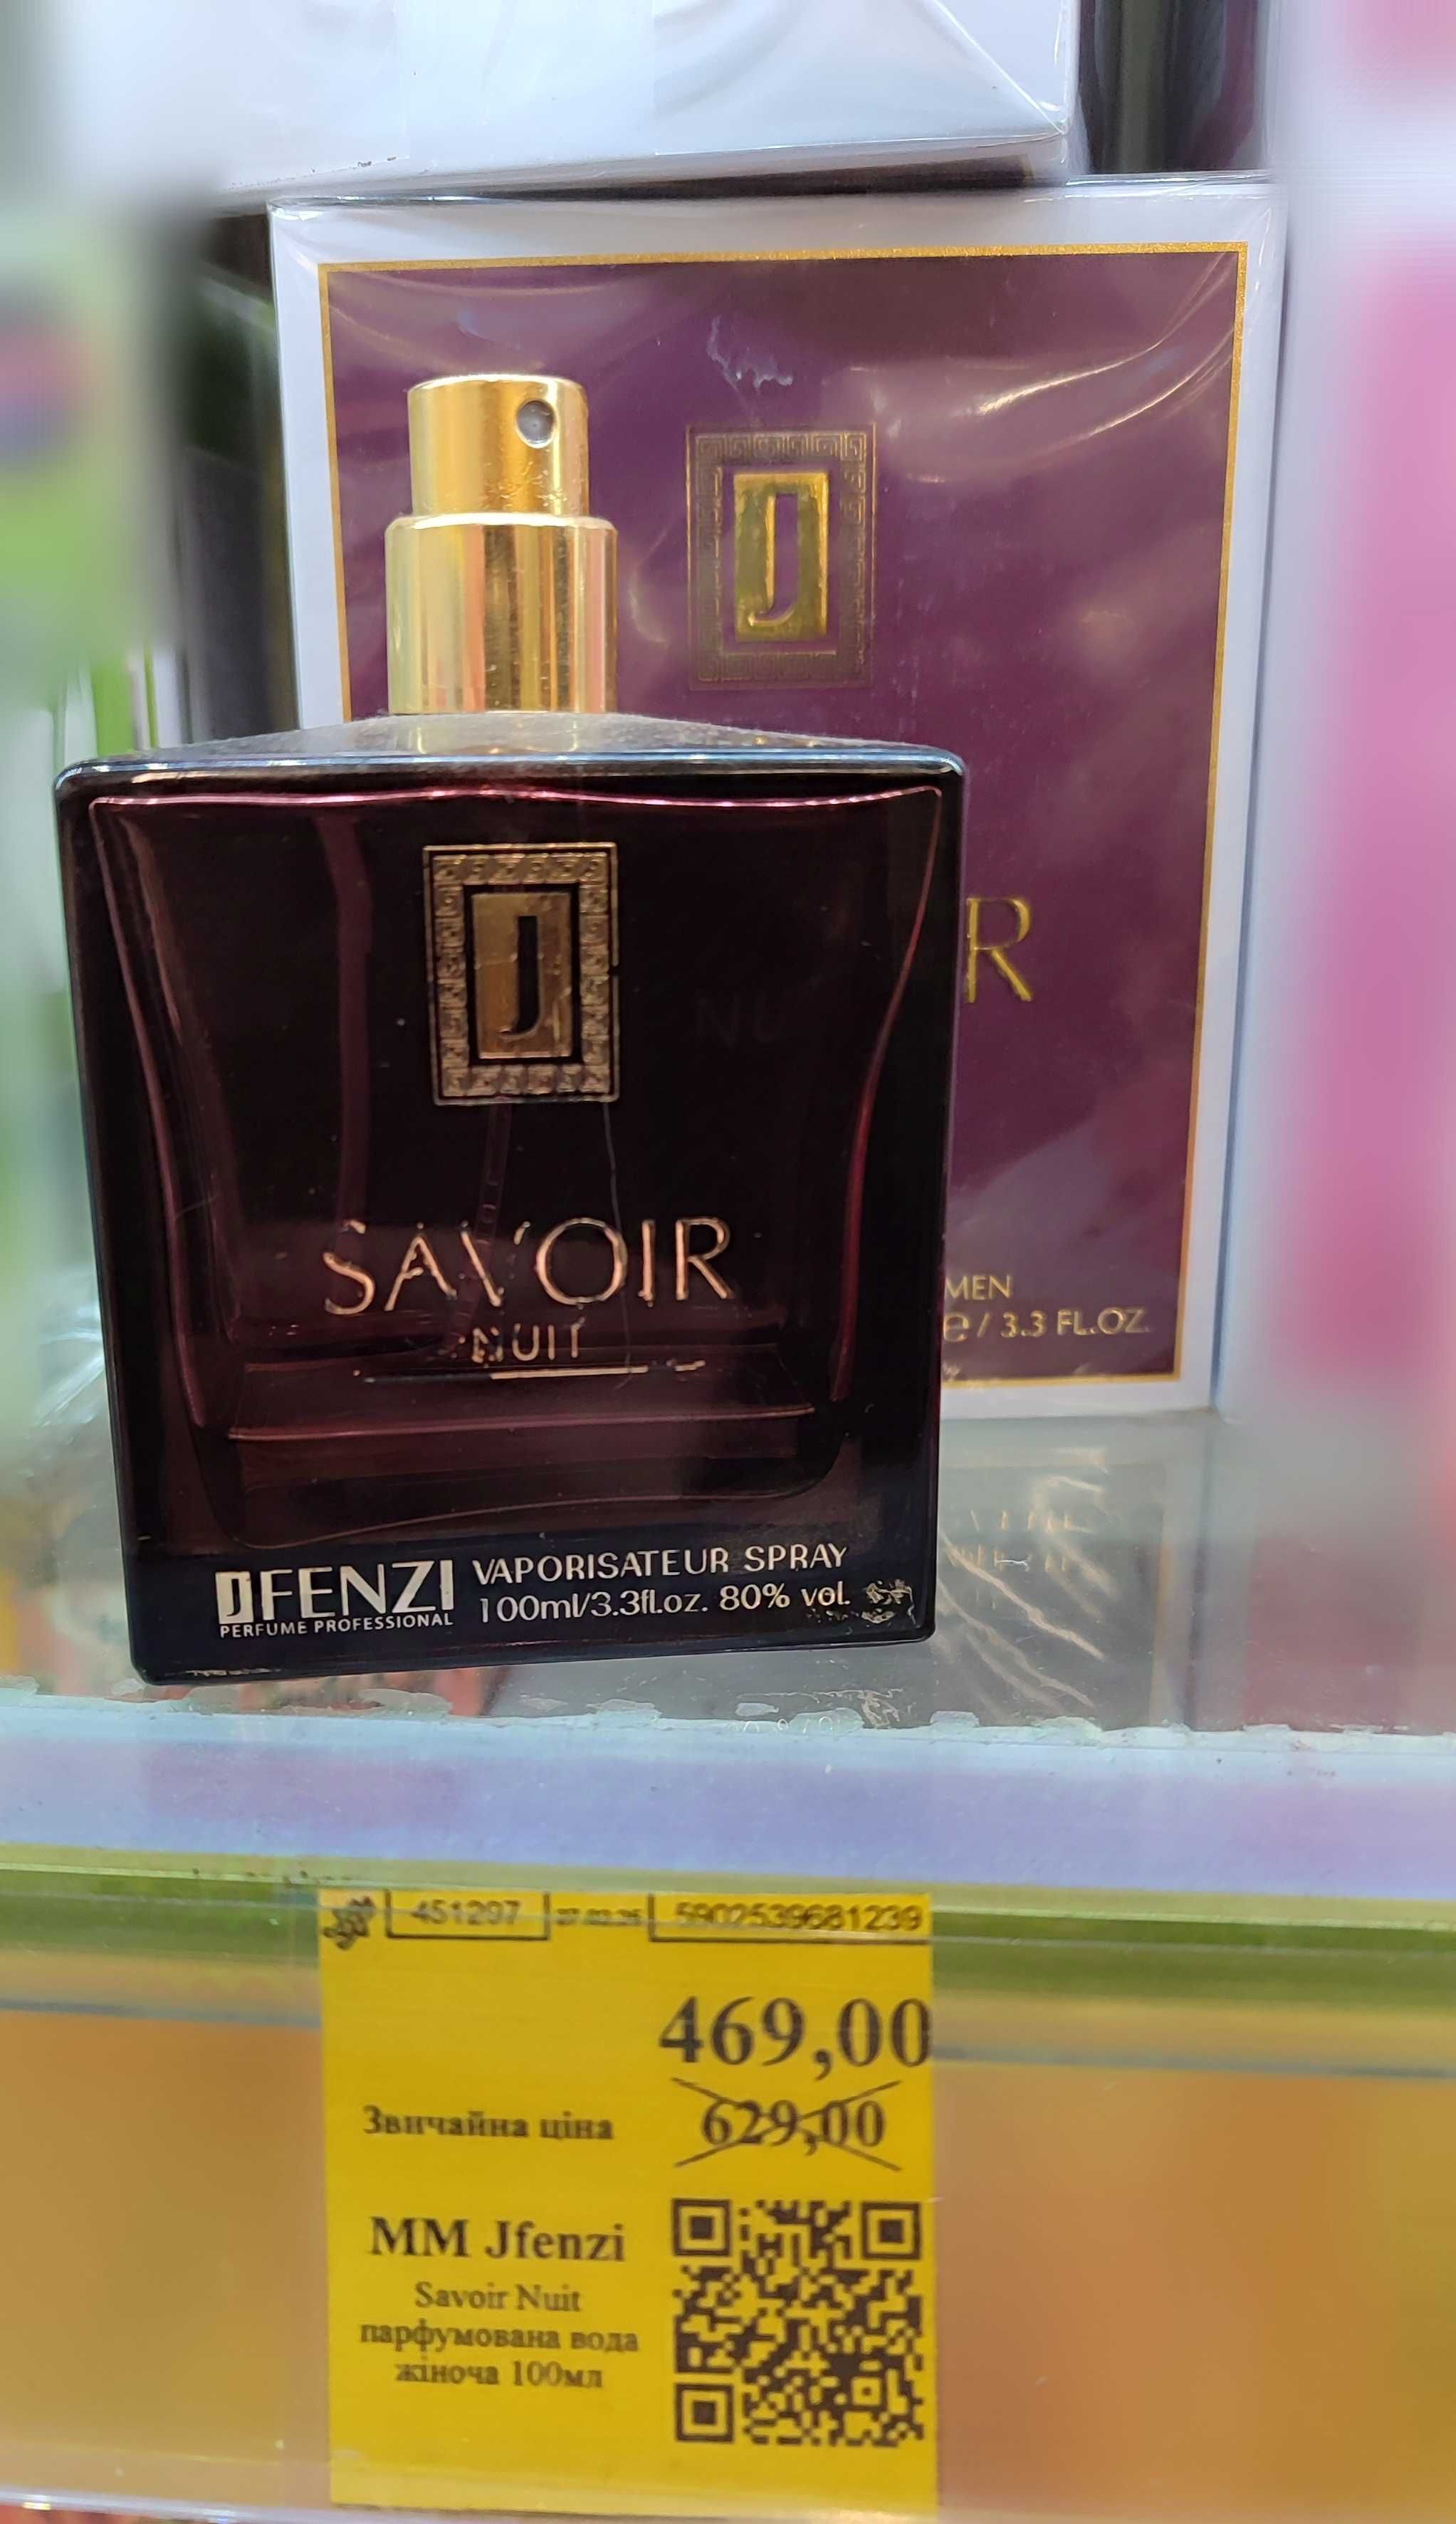 J
R
MEN
e / 3.3 FL.OZ.
J
SAVOIR
NUIT
JFENZI
PERFUME PROFESSIONAL
VAPORISATEUR SPRAY
100ml/3.3fl.oz. 80% vol.
451297 5902539681239
469,00
Звичайна ціна 629,00
MM Jfenzi
Savoir Nuit
парфумована вода
жіноча 100мл